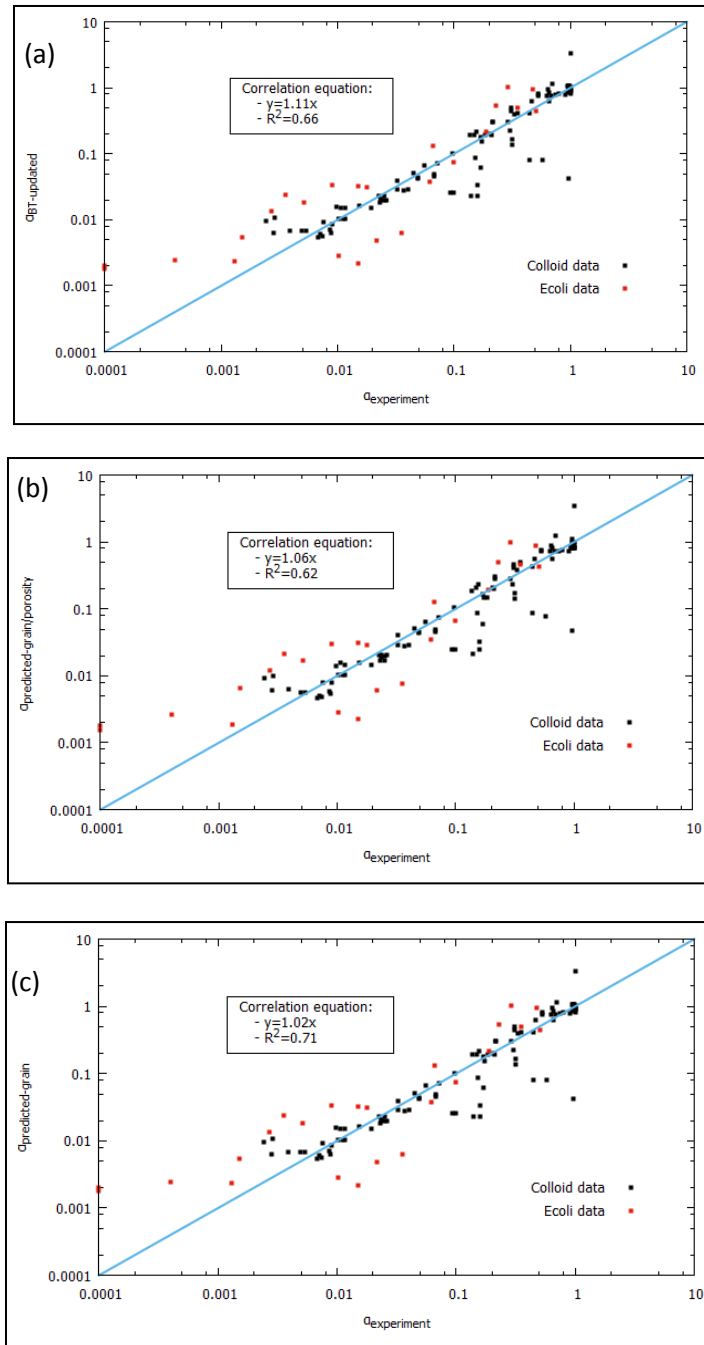 (a)
10
1
0.1
0.01
0.001
0.0001
αBT-updated
Correlation equation:
- y=1.11x
- R²=0.66
Colloid data
Ecoli data
0.0001 0.001 0.01 0.1 1 10
αexperiment
(b)
10
1
0.1
0.01
0.001
0.0001
αpredicted-grain/porosity
Correlation equation:
- y=1.06x
- R²=0.62
Colloid data
Ecoli data
0.0001 0.001 0.01 0.1 1 10
αexperiment
(c)
10
1
0.1
0.01
0.001
0.0001
αpredicted-grain
Correlation equation:
- y=1.02x
- R²=0.71
Colloid data
Ecoli data
0.0001 0.001 0.01 0.1 1 10
αexperiment